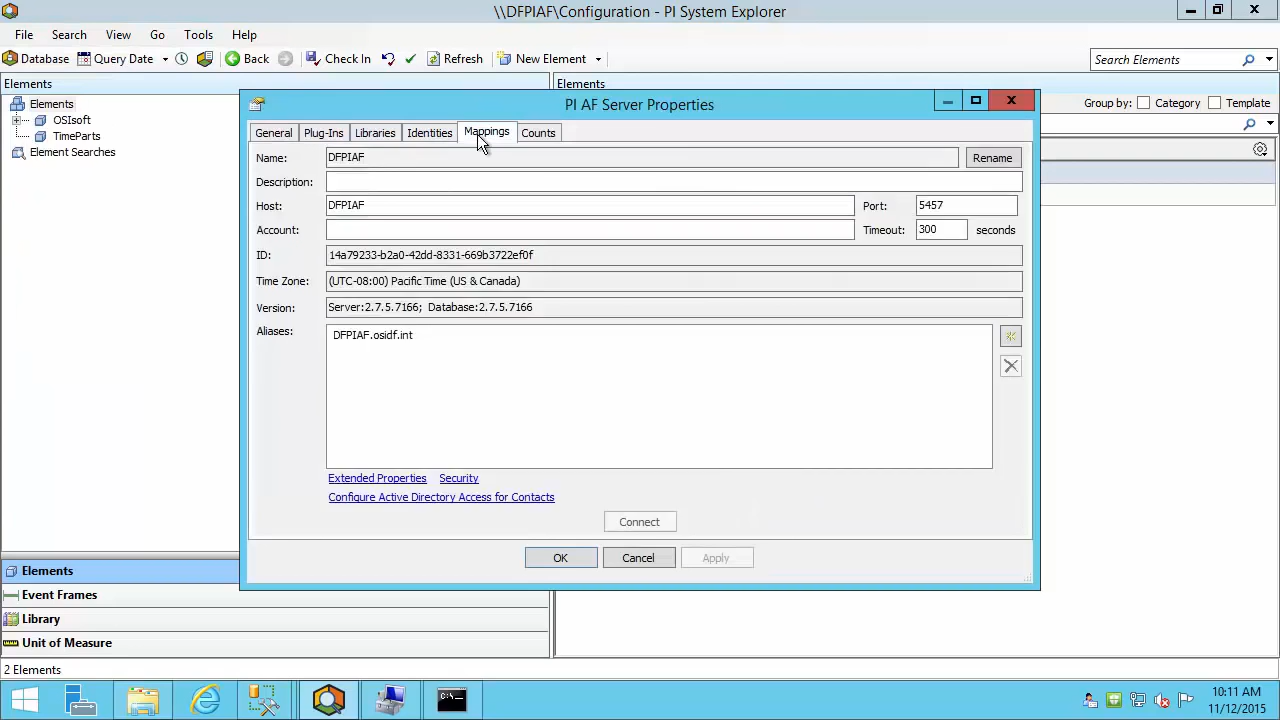 \\DFPIAF\Configuration - PI System Explorer
File Search View Go Tools Help
Database Query Date Back Check In Refresh New Element Search Elements
Elements Elements
Elements
OSIsoft
TimeParts
Element Searches
Group by: Category Template
PI AF Server Properties
General Plug-Ins Libraries Identities Mappings Counts
Name: DFPIAF Rename
Description:
Host: DFPIAF Port: 5457
Account: Timeout: 300 seconds
ID: 14a79233-b2a0-42dd-8331-669b3722ef0f
Time Zone: (UTC-08:00) Pacific Time (US & Canada)
Version: Server:2.7.5.7166; Database:2.7.5.7166
Aliases: DFPIAF.osidf.int
Extended Properties Security
Configure Active Directory Access for Contacts
Connect
OK Cancel Apply
Elements
Event Frames
Library
Unit of Measure
2 Elements
10:11 AM
11/12/2015